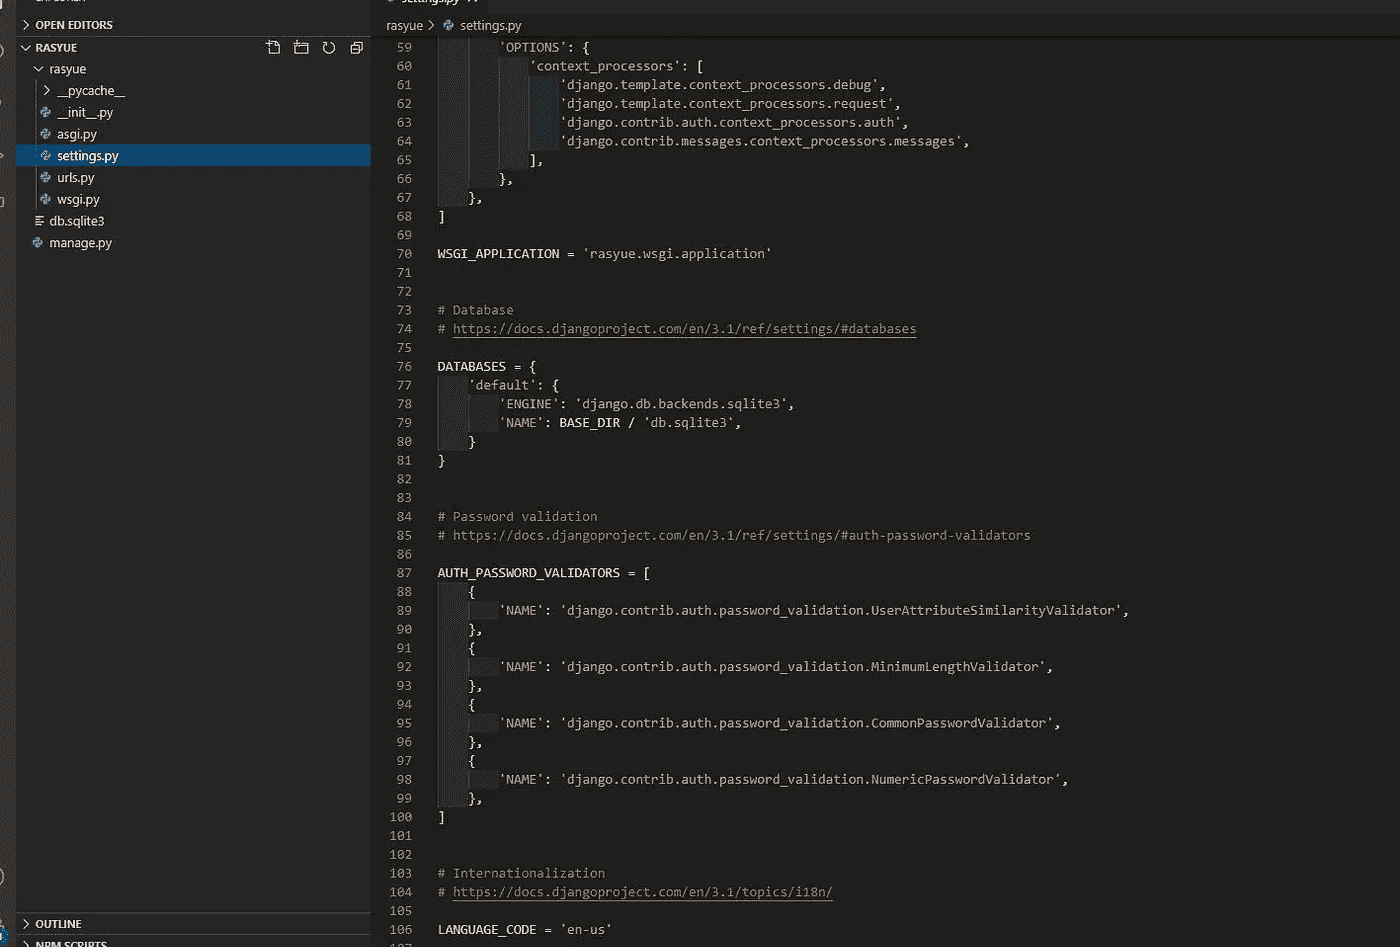 OPEN EDITORS
RASYUE
rasyue
__pycache__
__init__.py
asgi.py
settings.py
urls.py
wsgi.py
db.sqlite3
manage.py
OUTLINE
NPM SCRIPTS
settings.py
rasyue > settings.py
59 'OPTIONS': {
60 'context_processors': [
61 'django.template.context_processors.debug',
62 'django.template.context_processors.request',
63 'django.contrib.auth.context_processors.auth',
64 'django.contrib.messages.context_processors.messages',
65 ],
66 },
67 },
68 ]
69
70 WSGI_APPLICATION = 'rasyue.wsgi.application'
71
72
73 # Database
74 # https://docs.djangoproject.com/en/3.1/ref/settings/#databases
75
76 DATABASES = {
77 'default': {
78 'ENGINE': 'django.db.backends.sqlite3',
79 'NAME': BASE_DIR / 'db.sqlite3',
80 }
81 }
82
83
84 # Password validation
85 # https://docs.djangoproject.com/en/3.1/ref/settings/#auth-password-validators
86
87 AUTH_PASSWORD_VALIDATORS = [
88 {
89 'NAME': 'django.contrib.auth.password_validation.UserAttributeSimilarityValidator',
90 },
91 {
92 'NAME': 'django.contrib.auth.password_validation.MinimumLengthValidator',
93 },
94 {
95 'NAME': 'django.contrib.auth.password_validation.CommonPasswordValidator',
96 },
97 {
98 'NAME': 'django.contrib.auth.password_validation.NumericPasswordValidator',
99 },
100 ]
101
102
103 # Internationalization
104 # https://docs.djangoproject.com/en/3.1/topics/i18n/
105
106 LANGUAGE_CODE = 'en-us'